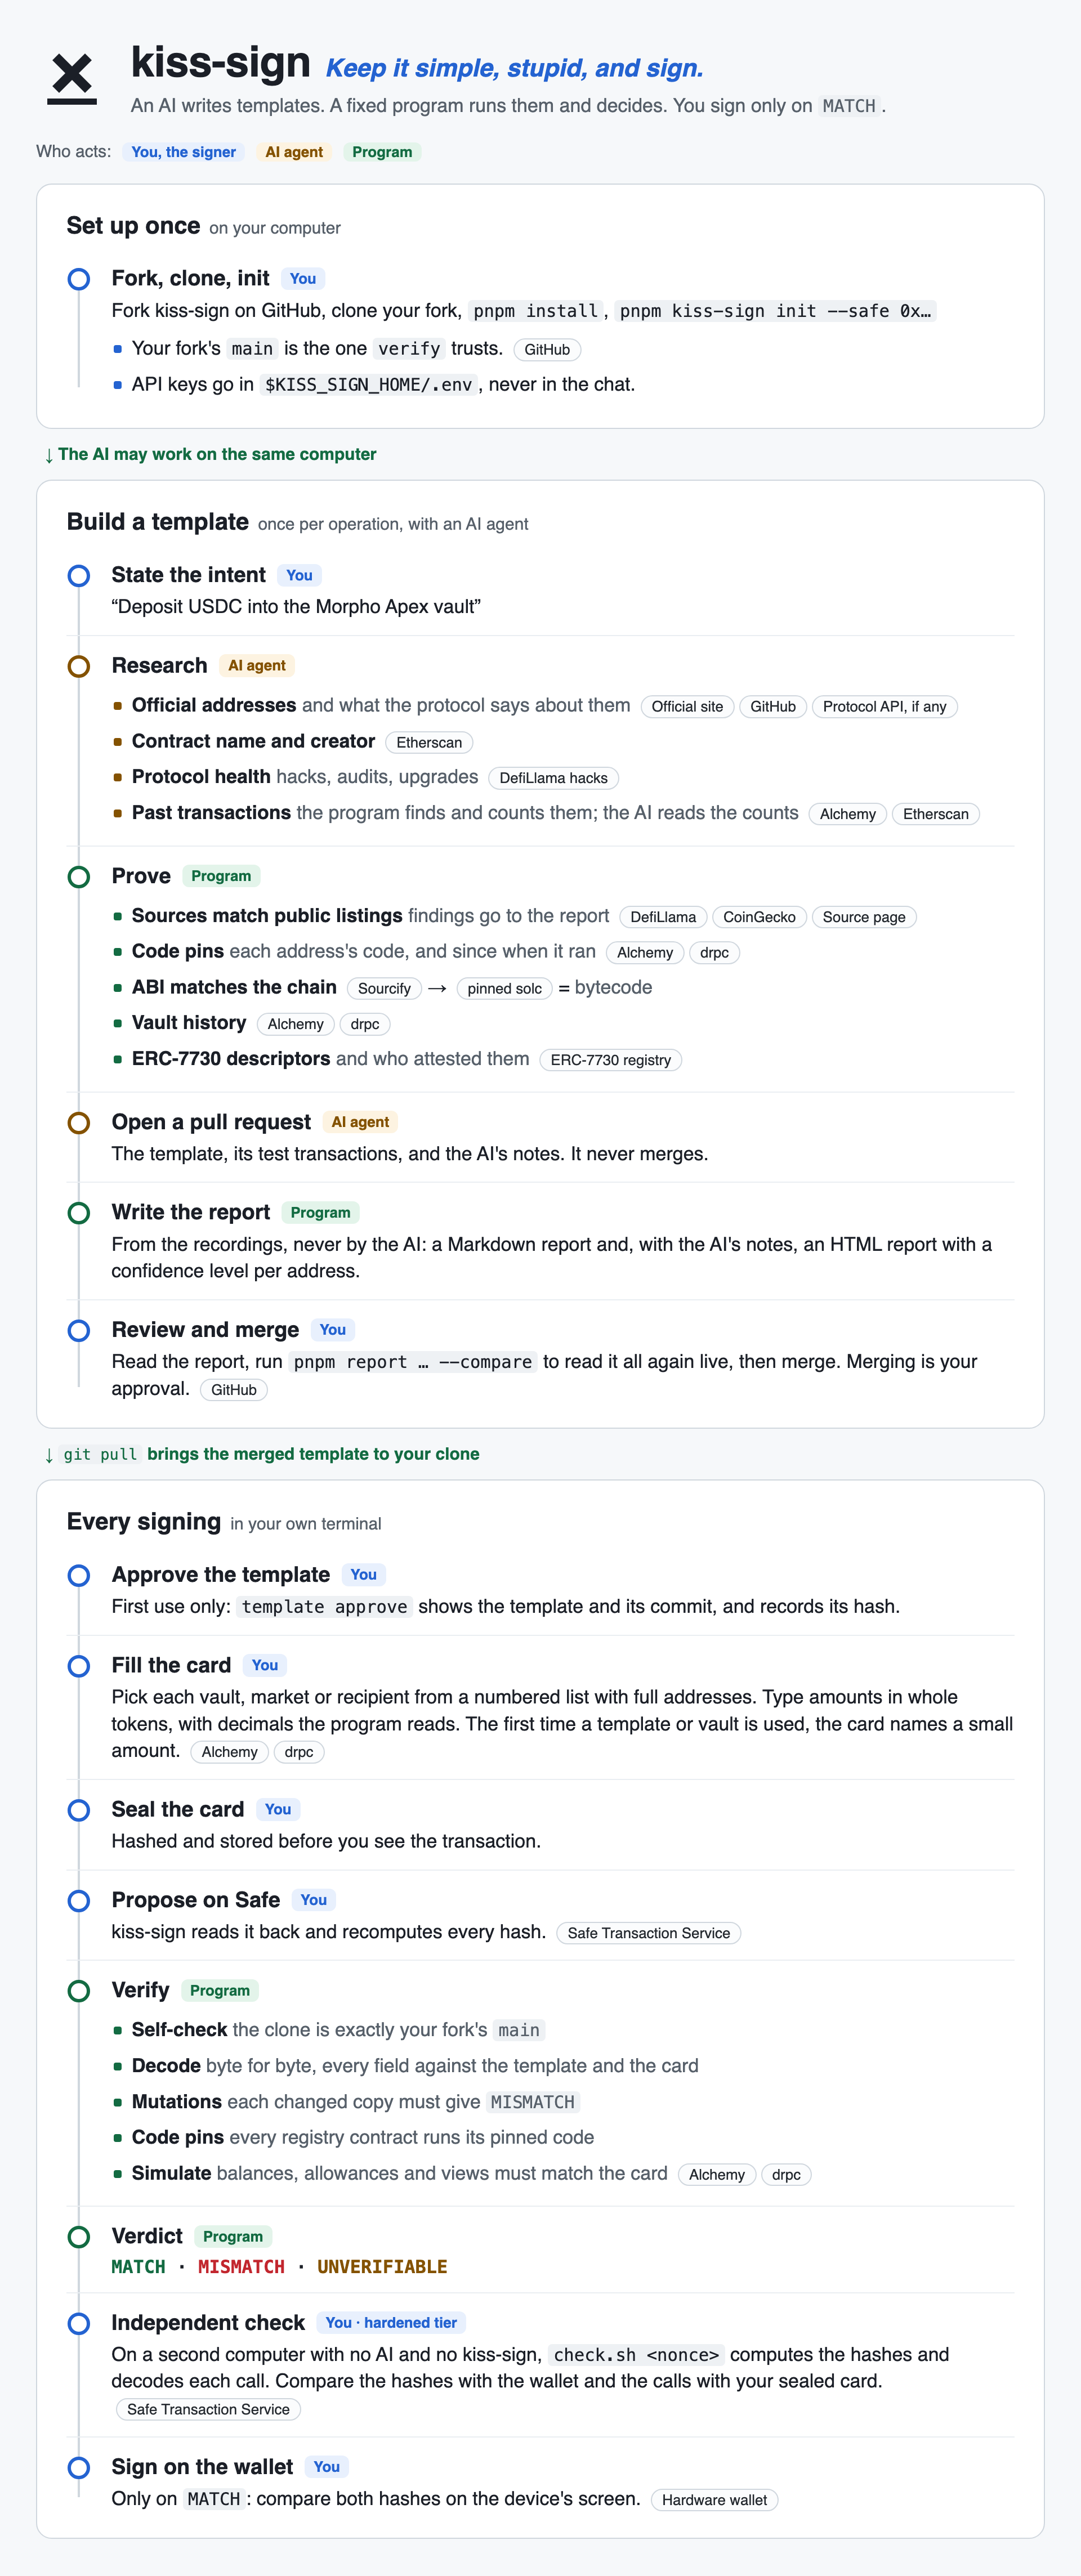 kiss-sign Keep it simple, stupid, and sign.
An AI writes templates. A fixed program runs them and decides. You sign only on MATCH.
Who acts: You, the signer AI agent Program
Set up once on your computer
Fork, clone, init You
Fork kiss-sign on GitHub, clone your fork, pnpm install, pnpm kiss-sign init --safe 0x…
Your fork's main is the one verify trusts. GitHub
API keys go in $KISS_SIGN_HOME/.env, never in the chat.
↓ The AI may work on the same computer
Build a template once per operation, with an AI agent
State the intent You
“Deposit USDC into the Morpho Apex vault”
Research AI agent
Official addresses and what the protocol says about them Official site GitHub Protocol API, if any
Contract name and creator Etherscan
Protocol health hacks, audits, upgrades DefiLlama hacks
Past transactions the program finds and counts them; the AI reads the counts Alchemy Etherscan
Prove Program
Sources match public listings findings go to the report DefiLlama CoinGecko Source page
Code pins each address's code, and since when it ran Alchemy drpc
ABI matches the chain Sourcify → pinned solc = bytecode
Vault history Alchemy drpc
ERC-7730 descriptors and who attested them ERC-7730 registry
Open a pull request AI agent
The template, its test transactions, and the AI's notes. It never merges.
Write the report Program
From the recordings, never by the AI: a Markdown report and, with the AI's notes, an HTML report with a
confidence level per address.
Review and merge You
Read the report, run pnpm report … --compare to read it all again live, then merge. Merging is your
approval. GitHub
↓ git pull brings the merged template to your clone
Every signing in your own terminal
Approve the template You
First use only: template approve shows the template and its commit, and records its hash.
Fill the card You
Pick each vault, market or recipient from a numbered list with full addresses. Type amounts in whole
tokens, with decimals the program reads. The first time a template or vault is used, the card names a small
amount. Alchemy drpc
Seal the card You
Hashed and stored before you see the transaction.
Propose on Safe You
kiss-sign reads it back and recomputes every hash. Safe Transaction Service
Verify Program
Self-check the clone is exactly your fork's main
Decode byte for byte, every field against the template and the card
Mutations each changed copy must give MISMATCH
Code pins every registry contract runs its pinned code
Simulate balances, allowances and views must match the card Alchemy drpc
Verdict Program
MATCH · MISMATCH · UNVERIFIABLE
Independent check You · hardened tier
On a second computer with no AI and no kiss-sign, check.sh <nonce> computes the hashes and
decodes each call. Compare the hashes with the wallet and the calls with your sealed card.
Safe Transaction Service
Sign on the wallet You
Only on MATCH: compare both hashes on the device's screen. Hardware wallet